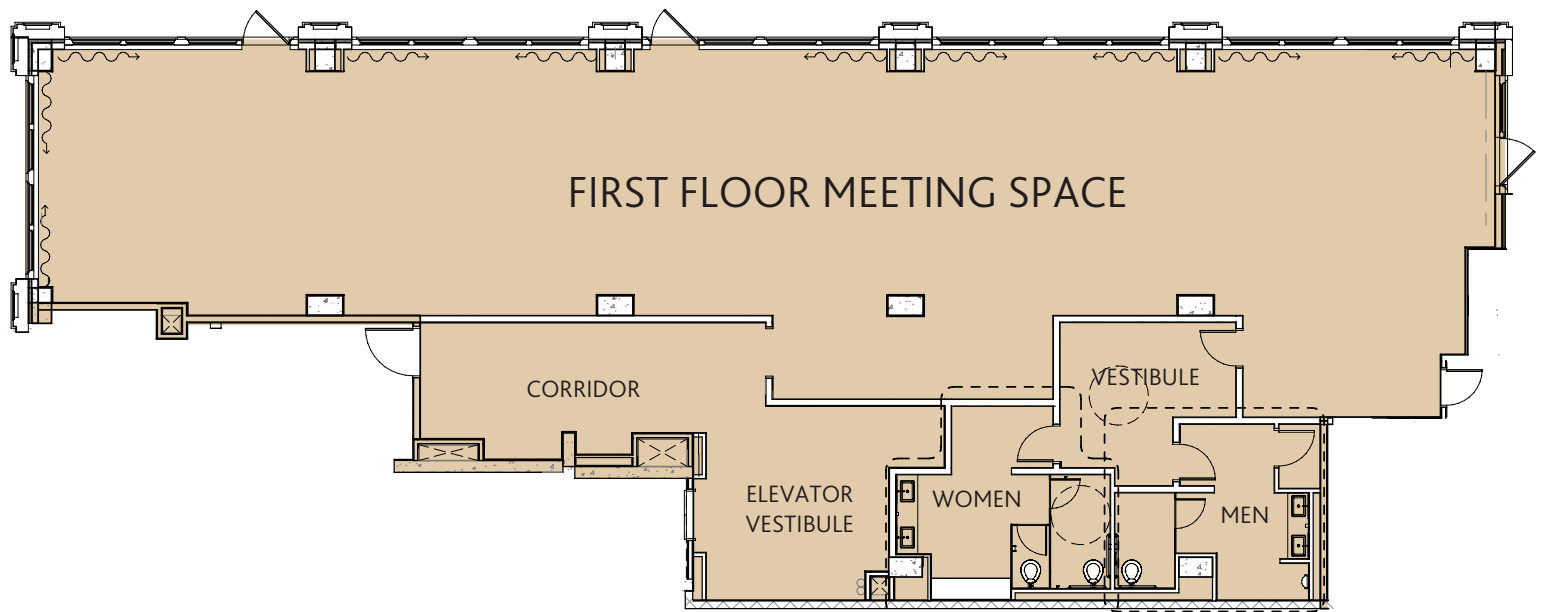 FIRST FLOOR MEETING SPACE
CORRIDOR
VESTIBULE
ELEVATOR
VESTIBULE
WOMEN
MEN